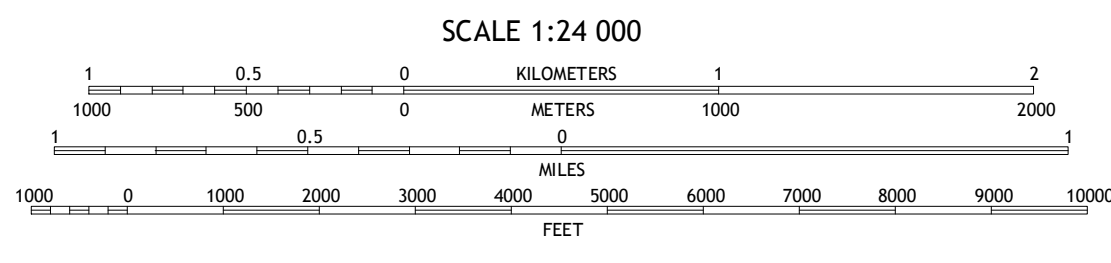 SCALE 1:24 000
1 0.5 0 KILOMETERS 1 2
1000 500 0 METERS 1000 2000
1 0.5 0 1
MILES
1000 0 1000 2000 3000 4000 5000 6000 7000 8000 9000 10000
FEET